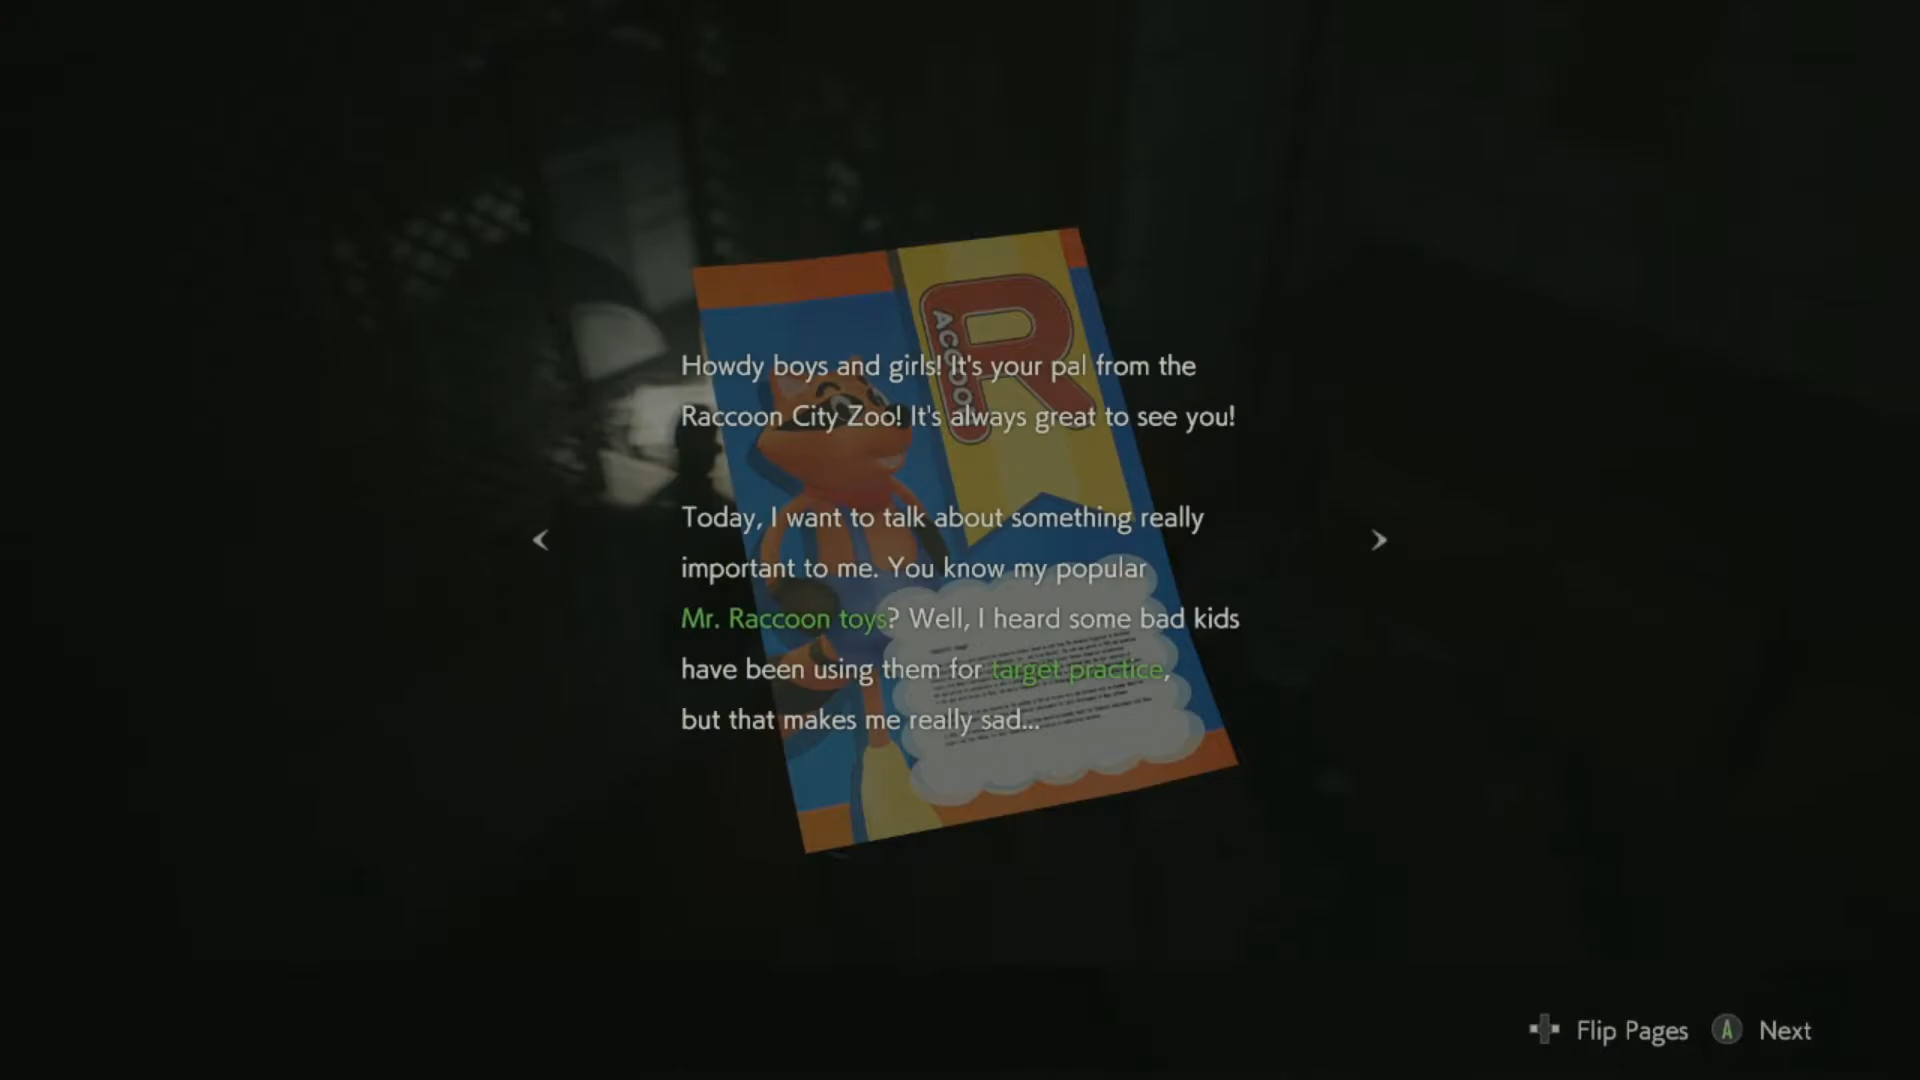 R
ACCOON
Howdy boys and girls! It's your pal from the
Raccoon City Zoo! It's always great to see you!
Today, I want to talk about something really
important to me. You know my popular
Mr. Raccoon toys? Well, I heard some bad kids
have been using them for target practice,
but that makes me really sad...
Flip Pages A Next